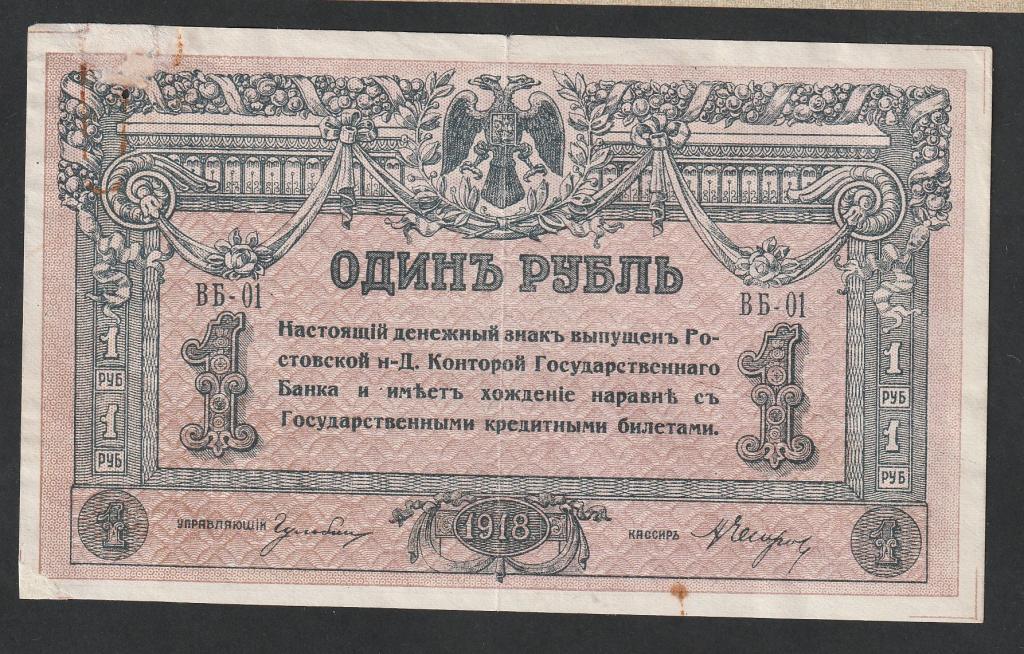 ОДИНЪ РУБЛЬ
ВБ-01
ВБ-01
Настоящій денежный знакъ выпущенъ Ро-
стовской н-Д. Конторой Государственнаго
Банка и имѣетъ хожденіе наравнѣ съ
Государственными кредитными билетами.
1
1
1
РУБ
1
РУБ
1
РУБ
1
РУБ
1
УПРАВЛЯЮЩІЙ
1918
КАССИРЪ
1